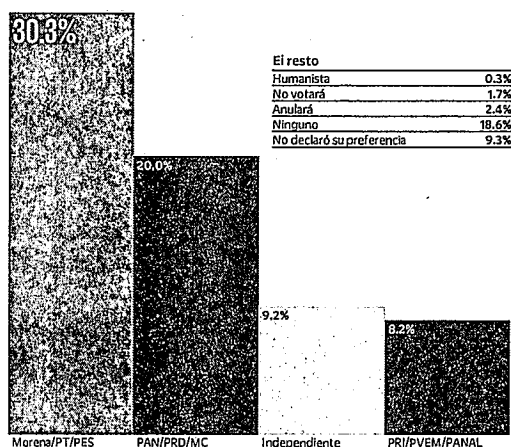 30.3%
El resto
Humanista 0.3%
No votará 1.7%
Anulará 2.4%
Ninguno 18.6%
No declaró su preferencia 9.3%
20.0%
9.2%
8.2%
Morena/PT/PES PAN/PRD/MC Independiente PRI/PVEM/PANAL